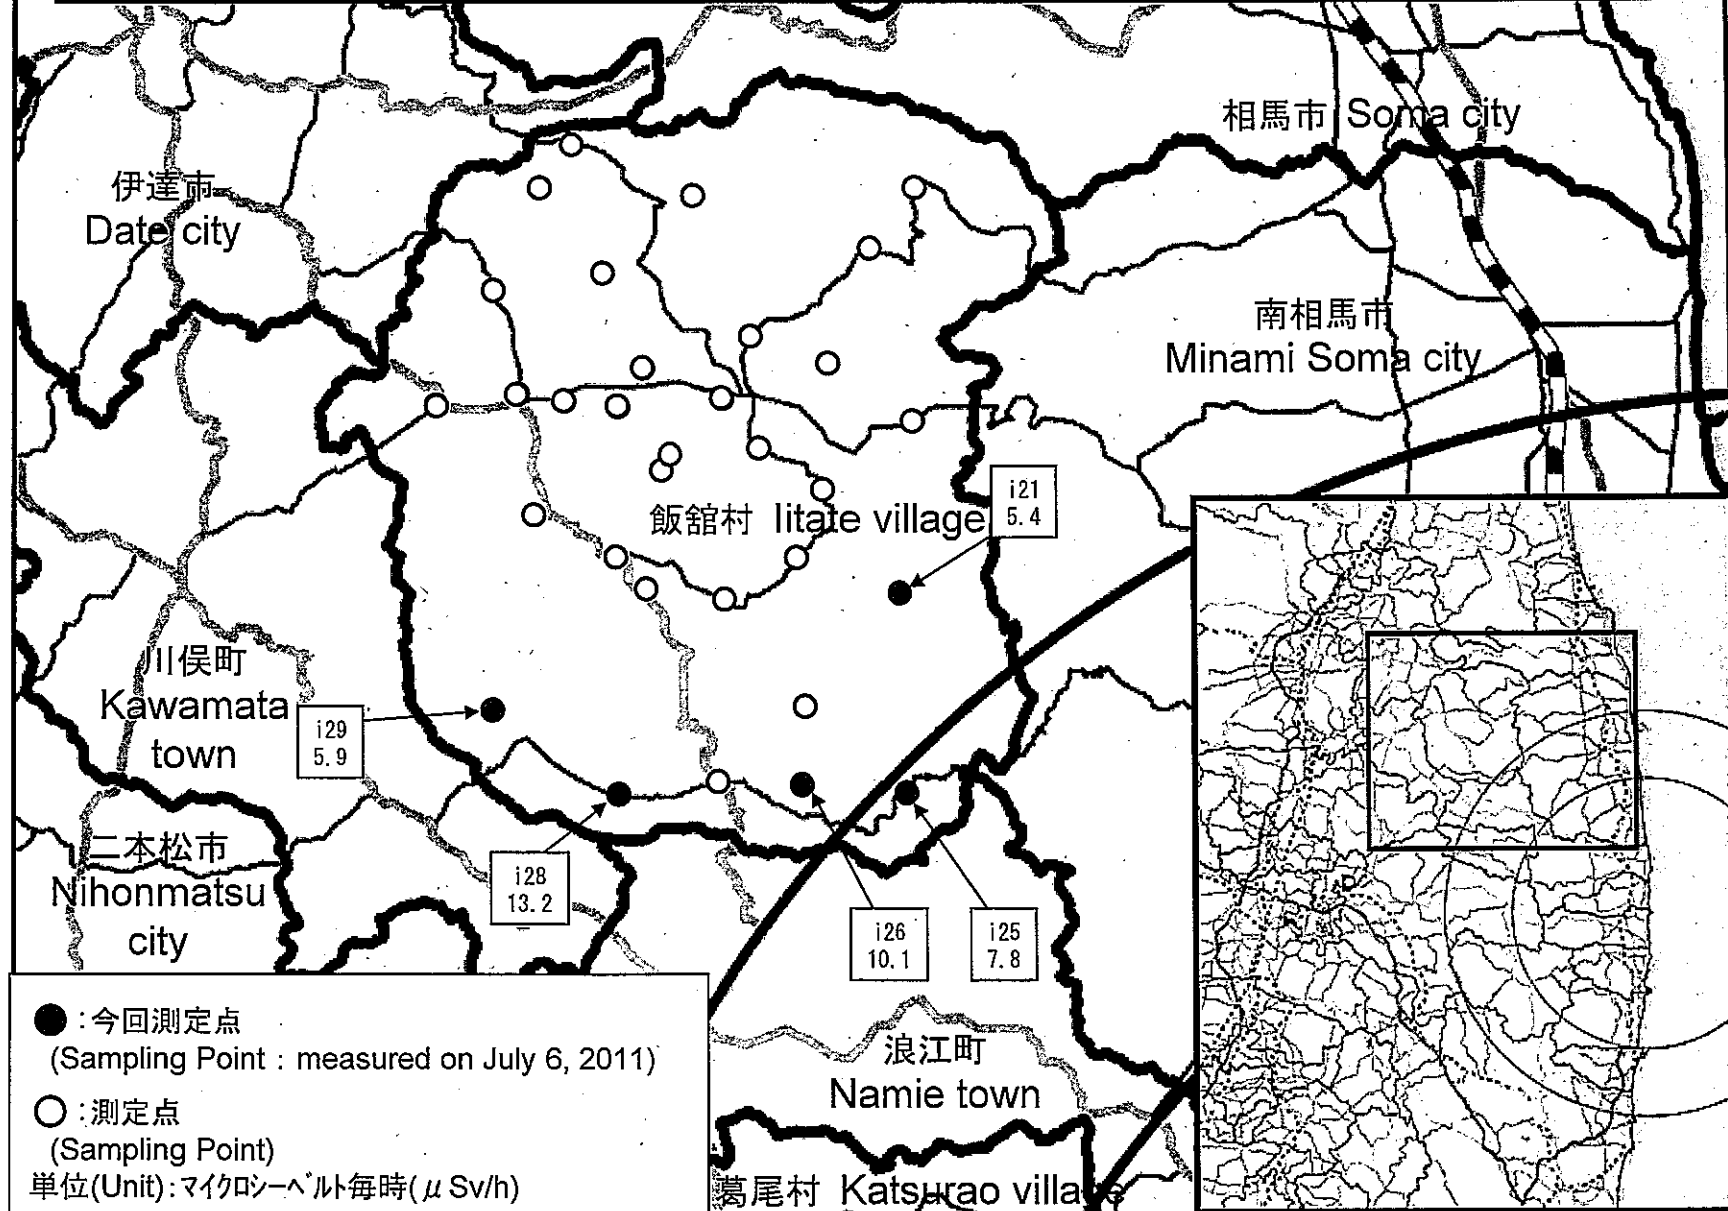 相馬市 Soma city
伊達市
Date city
南相馬市
Minami Soma city
i21
5.4
飯舘村 Iitate village
川俣町
Kawamata
town
i29
5.9
二本松市
Nihonmatsu
city
i28
13.2
i26
10.1
i25
7.8
●:今回測定点
(Sampling Point : measured on July 6, 2011)
○:測定点
(Sampling Point)
単位(Unit):マイクロシーベルト毎時(μSv/h)
浪江町
Namie town
葛尾村 Katsurao village